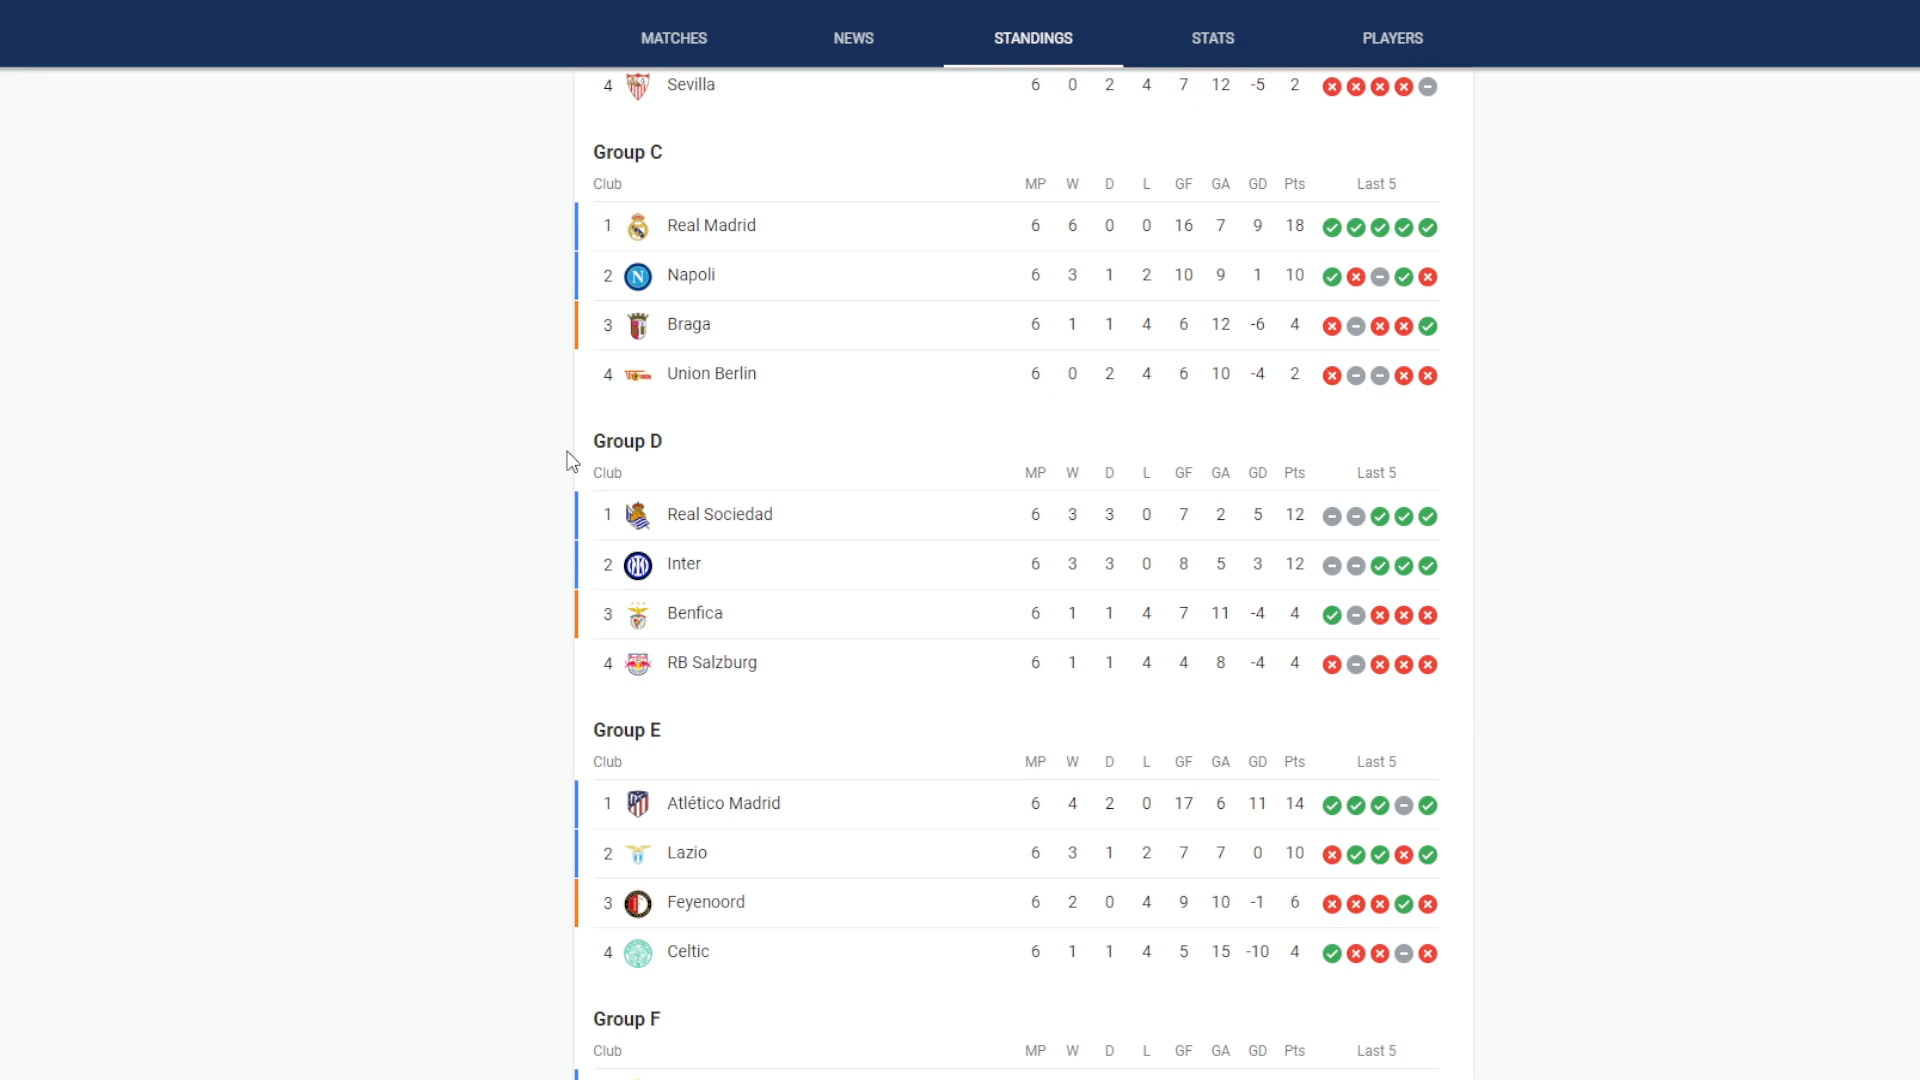 MATCHES NEWS STANDINGS STATS PLAYERS
4 Sevilla 6 0 2 4 7 12 -5 2
Group C
Club MP W D L GF GA GD Pts Last 5
1 Real Madrid 6 6 0 0 16 7 9 18
2 Napoli 6 3 1 2 10 9 1 10
3 Braga 6 1 1 4 6 12 -6 4
4 Union Berlin 6 0 2 4 6 10 -4 2
Group D
Club MP W D L GF GA GD Pts Last 5
1 Real Sociedad 6 3 3 0 7 2 5 12
2 Inter 6 3 3 0 8 5 3 12
3 Benfica 6 1 1 4 7 11 -4 4
4 RB Salzburg 6 1 1 4 4 8 -4 4
Group E
Club MP W D L GF GA GD Pts Last 5
1 Atlético Madrid 6 4 2 0 17 6 11 14
2 Lazio 6 3 1 2 7 7 0 10
3 Feyenoord 6 2 0 4 9 10 -1 6
4 Celtic 6 1 1 4 5 15 -10 4
Group F
Club MP W D L GF GA GD Pts Last 5